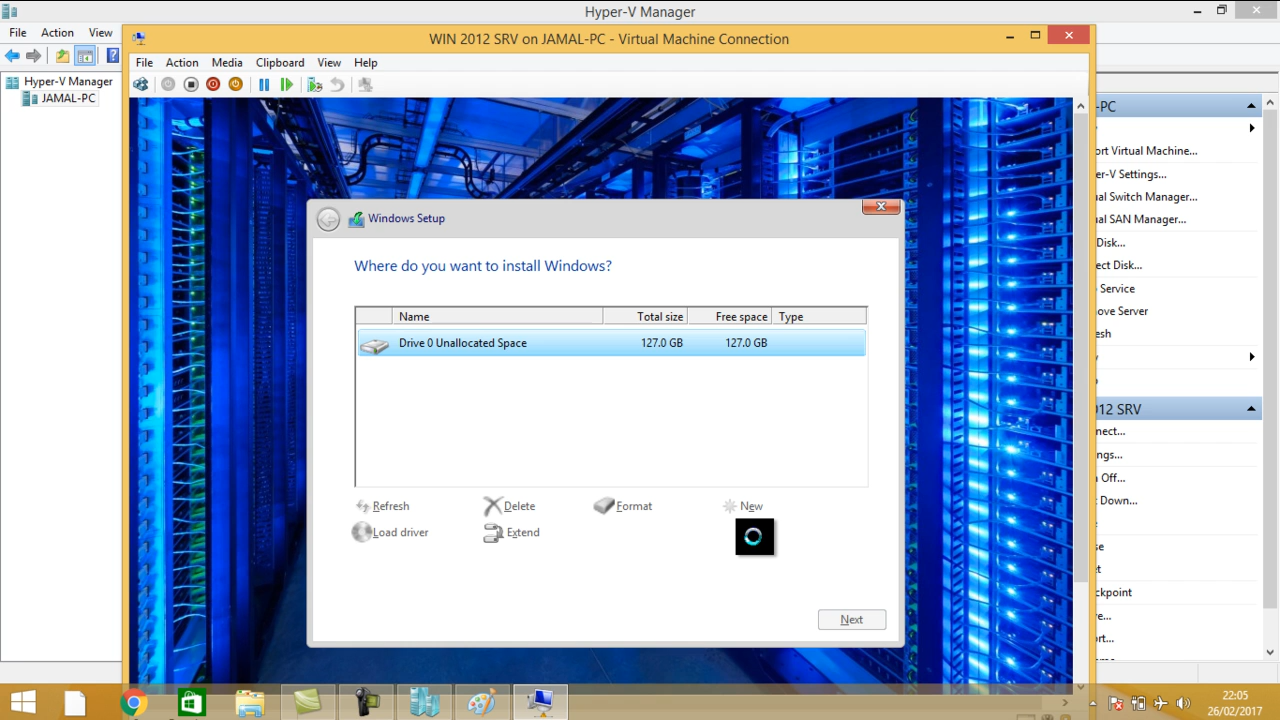 Hyper-V Manager
File Action View
WIN 2012 SRV on JAMAL-PC - Virtual Machine Connection
File Action Media Clipboard View Help
Hyper-V Manager
JAMAL-PC
Windows Setup
Where do you want to install Windows?
Name Total size Free space Type
Drive 0 Unallocated Space 127.0 GB 127.0 GB
Refresh Delete Format New
Load driver Extend
Next
-PC
ort Virtual Machine...
er-V Settings...
ual Switch Manager...
ual SAN Manager...
Disk...
ect Disk...
Service
ove Server
esh
012 SRV
nect...
ngs...
n Off...
Down...
se
et
ckpoint
e...
ort...
22:05
26/02/2017